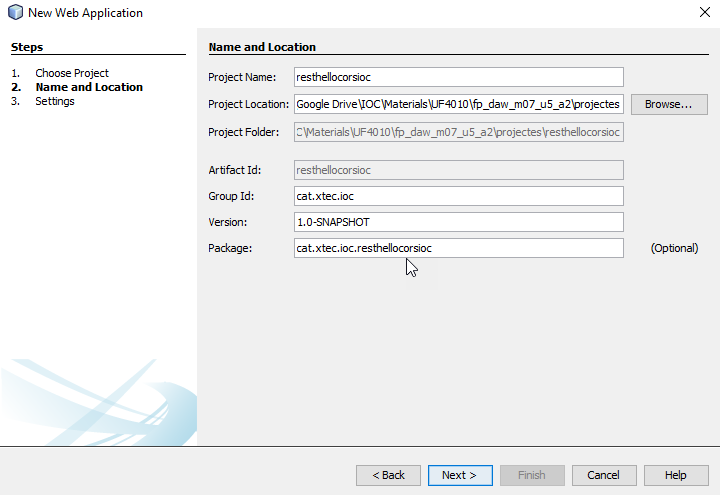 New Web Application
Steps
1. Choose Project
2. Name and Location
3. Settings
Name and Location
Project Name: resthellocorsioc
Project Location: Google Drive\IOC\Materials\UF4010\fp_daw_m07_u5_a2\projectes Browse...
Project Folder: C\Materials\UF4010\fp_daw_m07_u5_a2\projectes\resthellocorsioc
Artifact Id: resthellocorsioc
Group Id: cat.xtec.ioc
Version: 1.0-SNAPSHOT
Package: cat.xtec.ioc.resthellocorsioc (Optional)
< Back Next > Finish Cancel Help